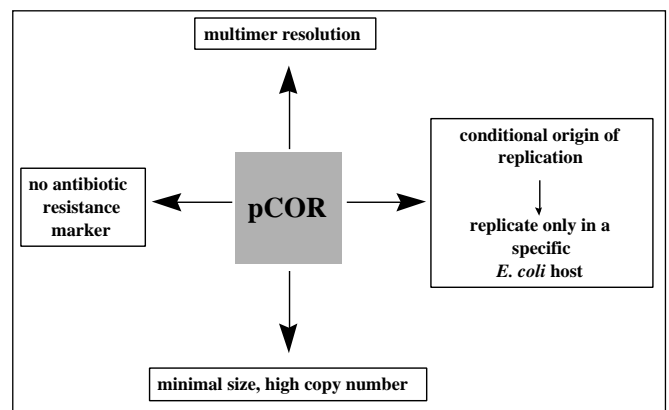 multimer resolution
no antibiotic
resistance
marker
pCOR
conditional origin of
replication
replicate only in a
specific
E. coli host
minimal size, high copy number